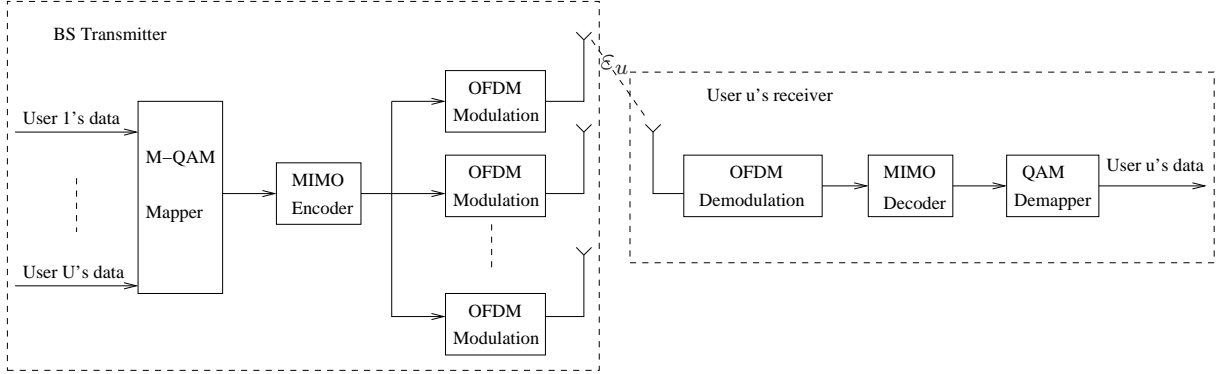 BS Transmitter
User 1's data
User U's data
M−QAM
Mapper
MIMO
Encoder
OFDM
Modulation
OFDM
Modulation
OFDM
Modulation
εu
User u's receiver
OFDM
Demodulation
MIMO
Decoder
QAM
Demapper
User u's data